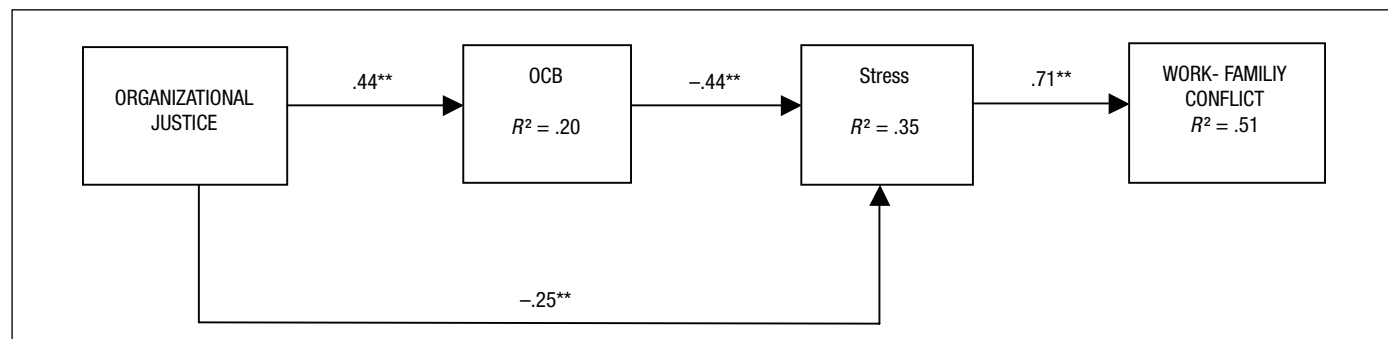 ORGANIZATIONAL
JUSTICE
.44**
OCB
R² = .20
–.44**
Stress
R² = .35
.71**
WORK- FAMILIY
CONFLICT
R² = .51
–.25**